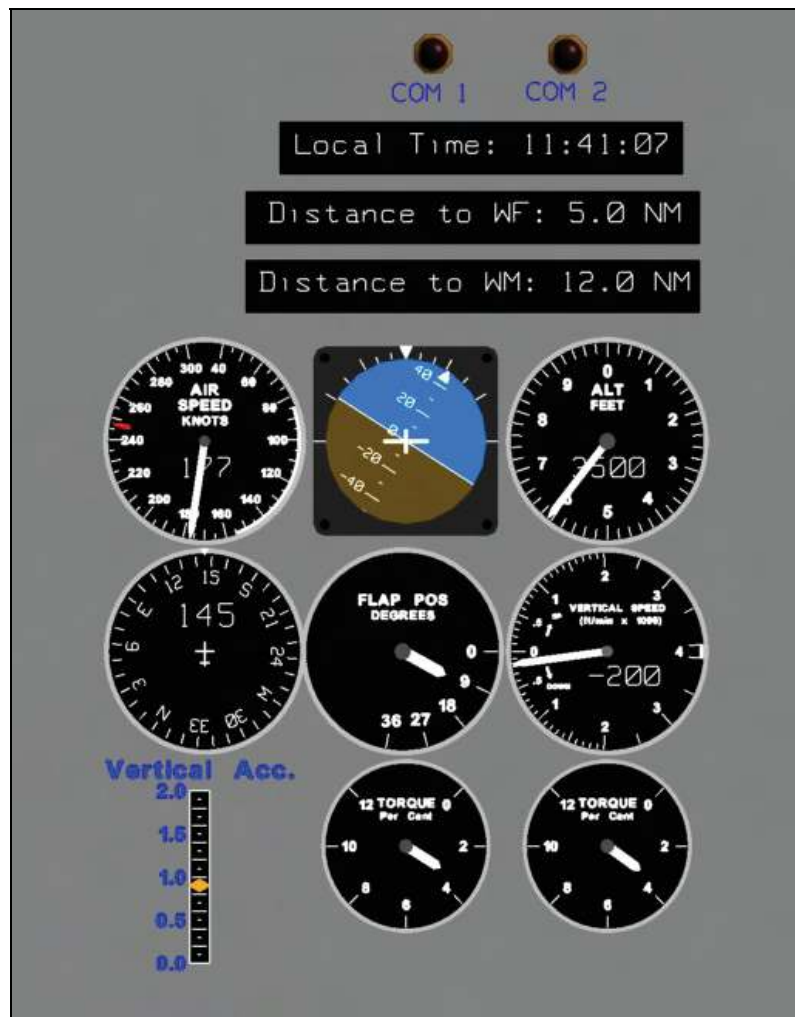 COM 1 COM 2
Local Time: 11:41:07
Distance to WF: 5.0 NM
Distance to WM: 12.0 NM
300 40 60 80 100 120 140 160 180 200 220 240 260 280
AIR
SPEED
KNOTS
177
40
20
0
-20
-40
0 1 2 3 4 5 6 7 8 9
ALT
FEET
3500
12 15 S 21 24 W 30 33 N 3 6 E
145
FLAP POS
DEGREES
0
9
18
27
36
.5 1 2 3 4 3 2 1 .5 0
VERTICAL SPEED
(ft/min x 1000)
UP
DOWN
-200
Vertical Acc.
2.0
1.5
1.0
0.5
0.0
12 TORQUE 0
Per Cent
10 2
8 4
6
12 TORQUE 0
Per Cent
10 2
8 4
6